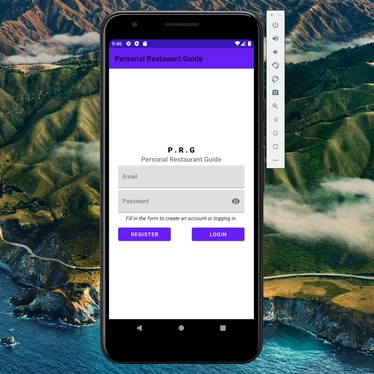 9:46
Personal Restauant Guide
P.R.G
Personal Restaurant Guide
Email
Password
Fill in the form to create an account or logging in.
REGISTER LOGIN